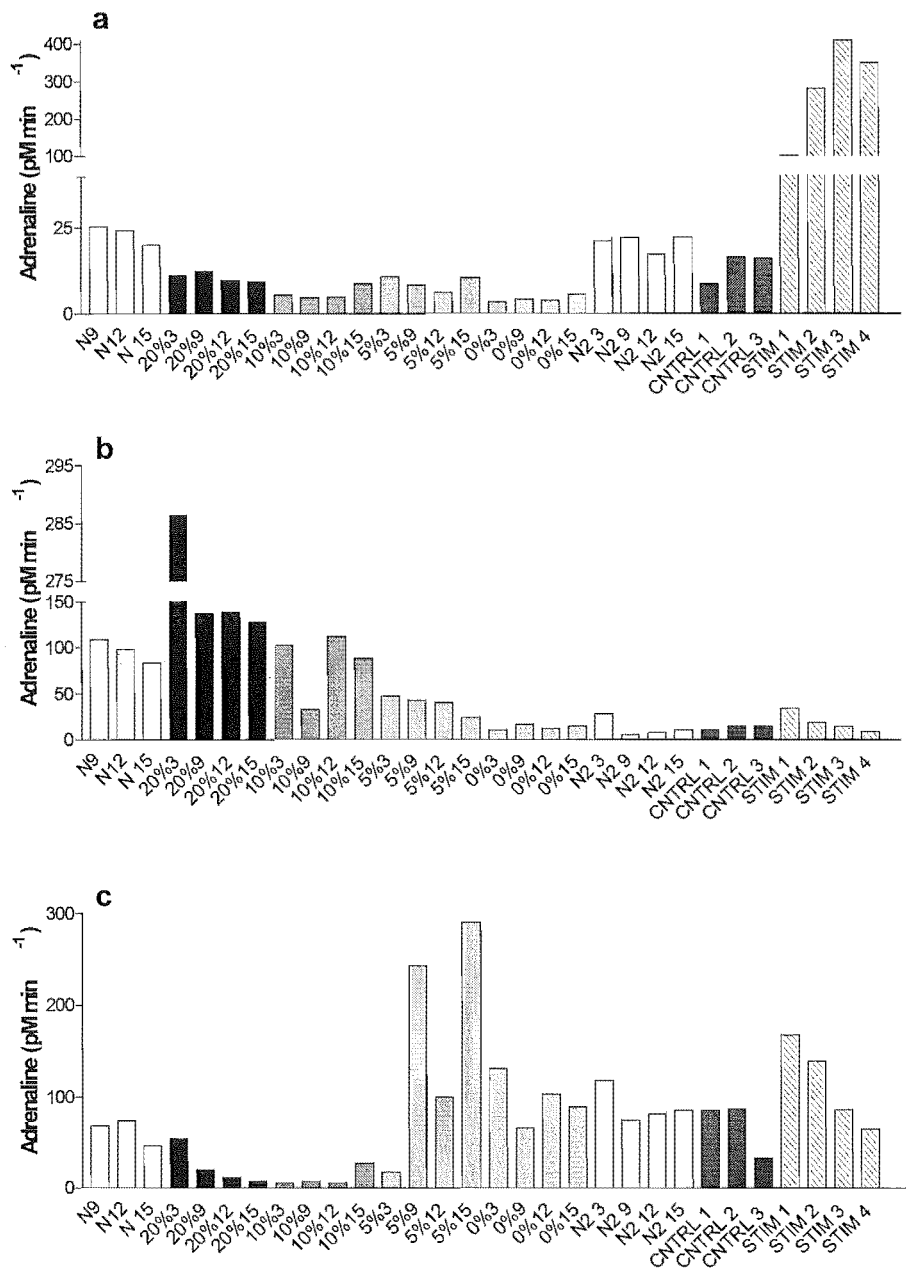 a
Adrenaline (pM min -1)
400
300
200
100
25
0
N9
N12
N 15
20%3
20%9
20%12
20%15
10%3
10%9
10%12
10%15
5%3
5%9
5%12
5%15
0%3
0%9
0%12
0%15
N2 3
N2 9
N2 12
N2 15
CNTRL 1
CNTRL 2
CNTRL 3
STIM 1
STIM 2
STIM 3
STIM 4
b
Adrenaline (pM min -1)
295
285
275
150
100
50
0
N9
N12
N 15
20%3
20%9
20%12
20%15
10%3
10%9
10%12
10%15
5%3
5%9
5%12
5%15
0%3
0%9
0%12
0%15
N2 3
N2 9
N2 12
N2 15
CNTRL 1
CNTRL 2
CNTRL 3
STIM 1
STIM 2
STIM 3
STIM 4
c
Adrenaline (pM min -1)
300
200
100
0
N9
N12
N 15
20%3
20%9
20%12
20%15
10%3
10%9
10%12
10%15
5%3
5%9
5%12
5%15
0%3
0%9
0%12
0%15
N2 3
N2 9
N2 12
N2 15
CNTRL 1
CNTRL 2
CNTRL 3
STIM 1
STIM 2
STIM 3
STIM 4